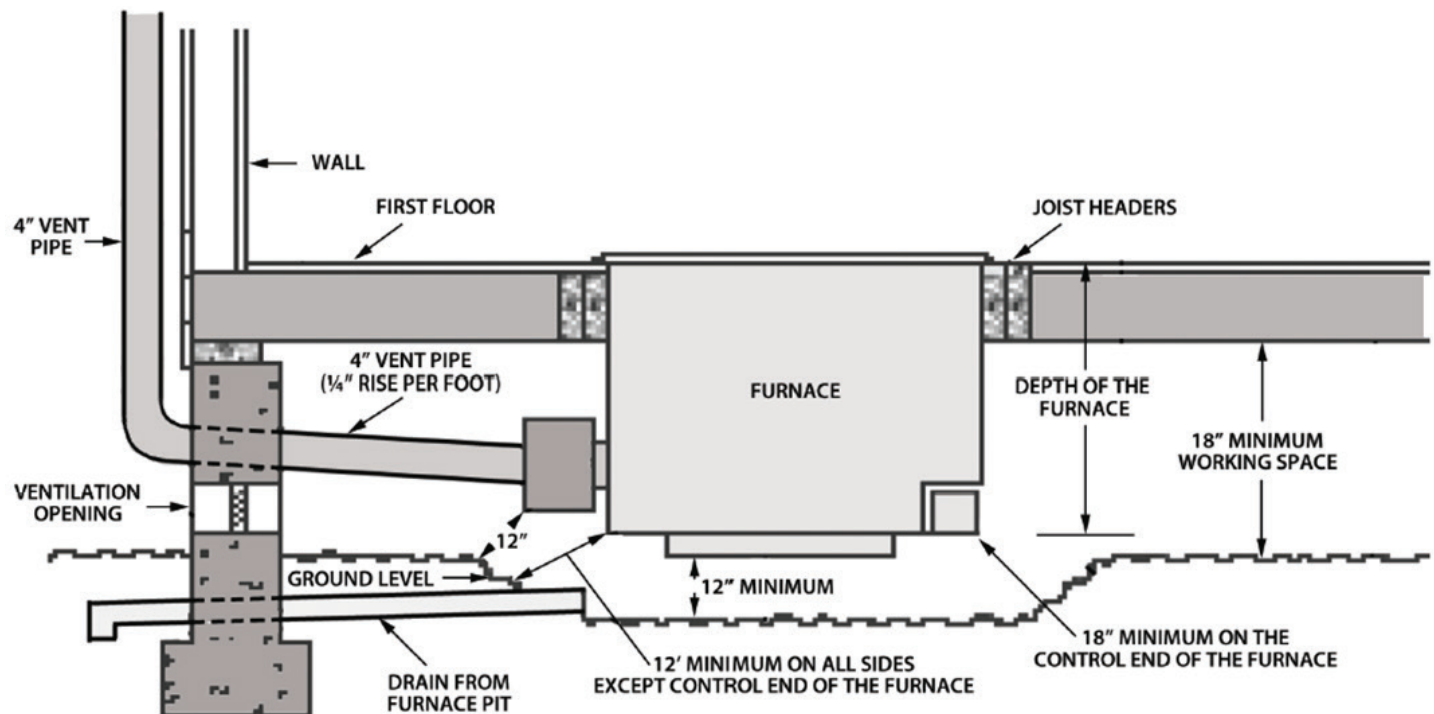 WALL
FIRST FLOOR
JOIST HEADERS
4” VENT
PIPE
4” VENT PIPE
(¼” RISE PER FOOT)
FURNACE
DEPTH OF THE
FURNACE
18” MINIMUM
WORKING SPACE
VENTILATION
OPENING
12”
GROUND LEVEL
12” MINIMUM
18” MINIMUM ON THE
CONTROL END OF THE FURNACE
12’ MINIMUM ON ALL SIDES
EXCEPT CONTROL END OF THE FURNACE
DRAIN FROM
FURNACE PIT